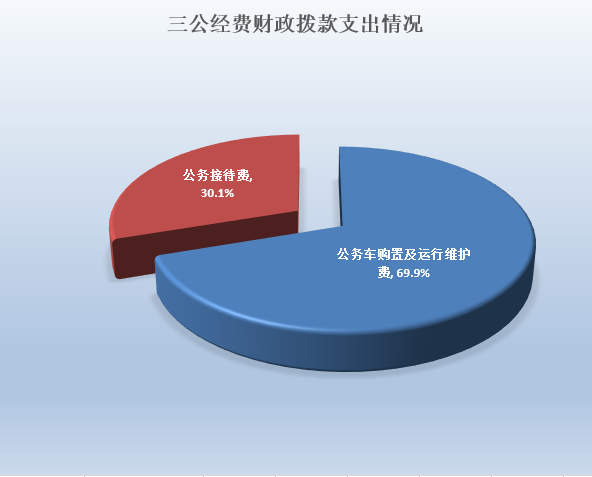 三公经费财政拨款支出情况
公务接待费,
30.1%
公务车购置及运行维护
费, 69.9%